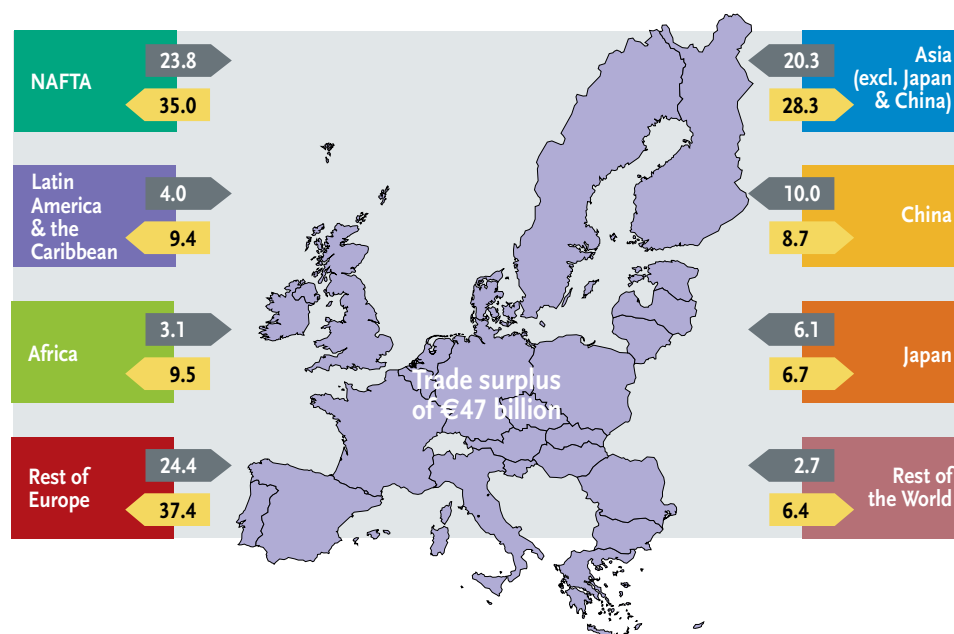 NAFTA
23.8
35.0
Latin
America
& the
Caribbean
4.0
9.4
Africa
3.1
9.5
Rest of
Europe
24.4
37.4
Trade surplus
of €47 billion
20.3
28.3
Asia
(excl. Japan
& China)
10.0
8.7
China
6.1
6.7
Japan
2.7
6.4
Rest of
the World